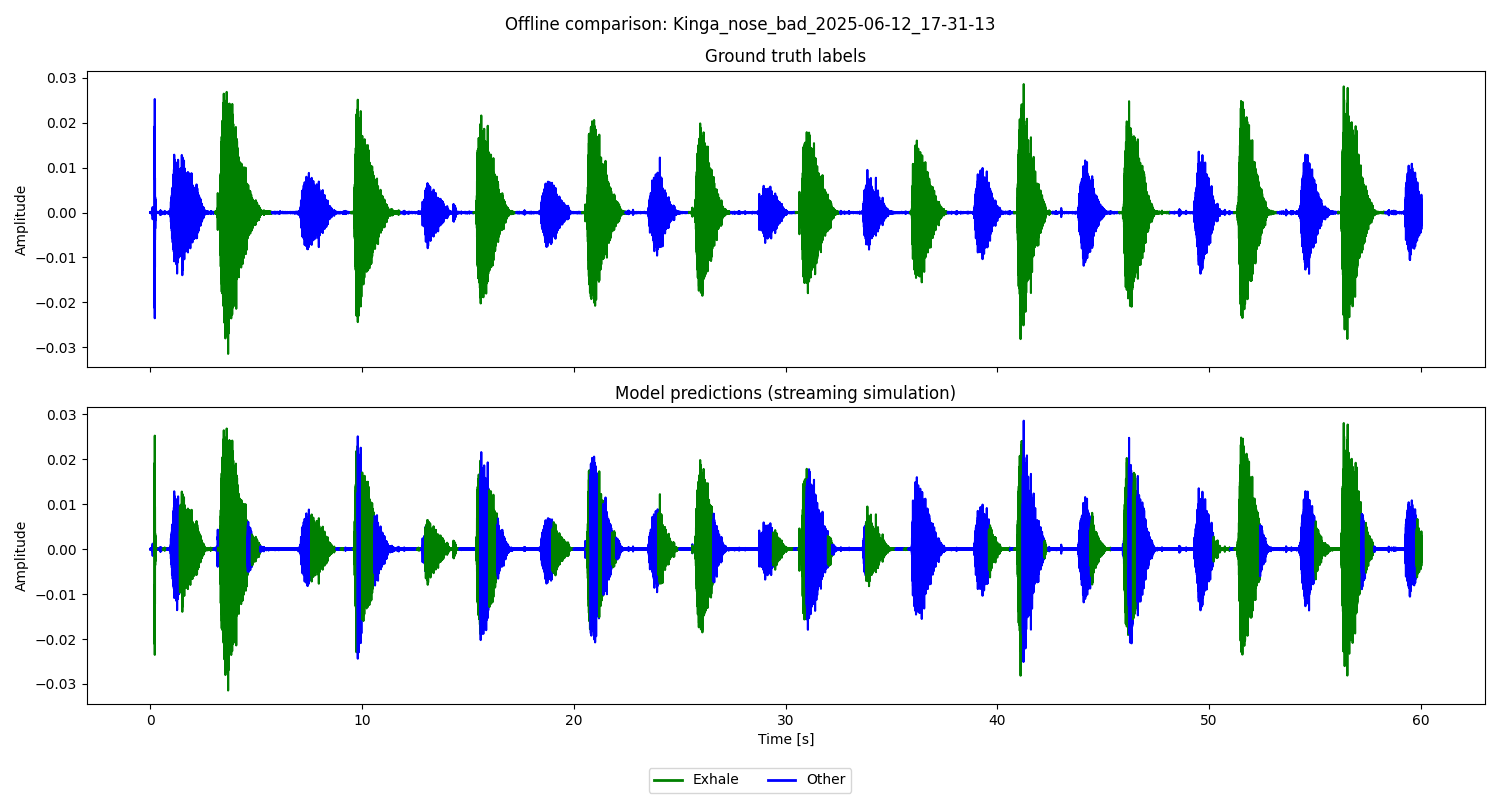 Offline comparison: Kinga_nose_bad_2025-06-12_17-31-13
Ground truth labels
0.03
0.02
0.01
0.00
−0.01
−0.02
−0.03
Amplitude
Model predictions (streaming simulation)
0.03
0.02
0.01
0.00
−0.01
−0.02
−0.03
Amplitude
0 10 20 30 40 50 60
Time [s]
Exhale Other